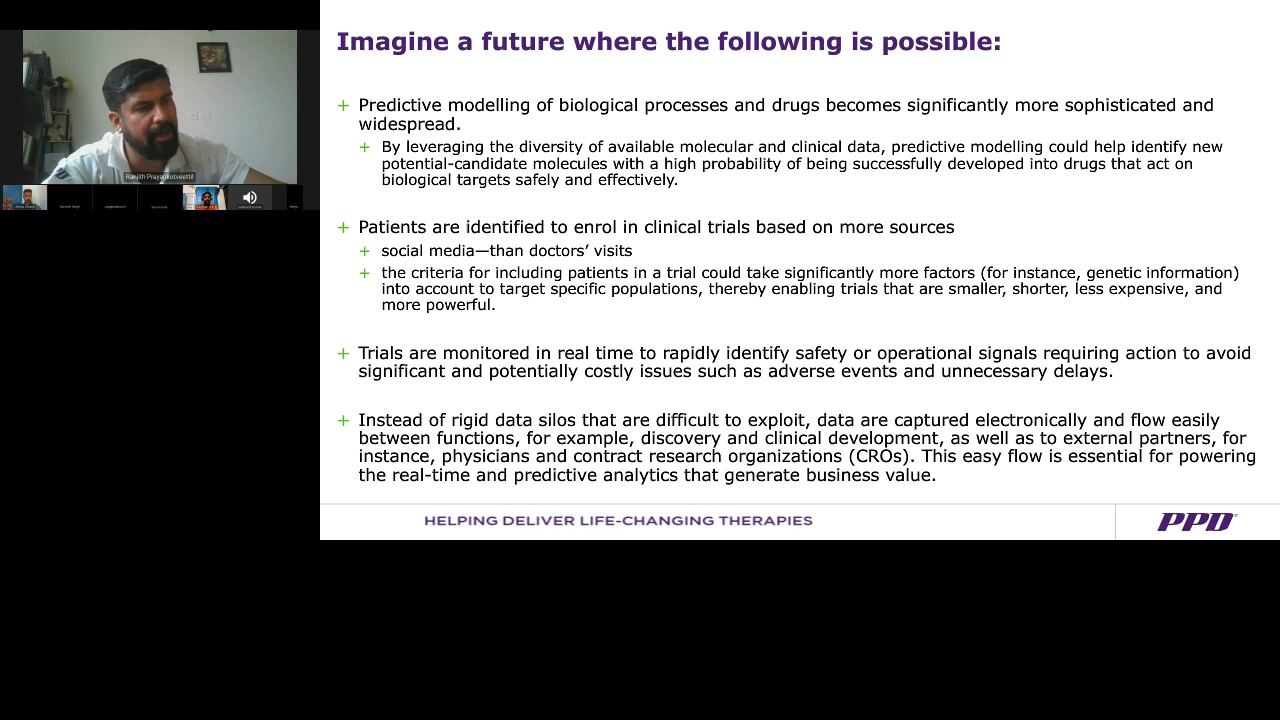 Imagine a future where the following is possible:
+ Predictive modelling of biological processes and drugs becomes significantly more sophisticated and
widespread.
+ By leveraging the diversity of available molecular and clinical data, predictive modelling could help identify new
potential-candidate molecules with a high probability of being successfully developed into drugs that act on
biological targets safely and effectively.
+ Patients are identified to enrol in clinical trials based on more sources
+ social media—than doctors’ visits
+ the criteria for including patients in a trial could take significantly more factors (for instance, genetic information)
into account to target specific populations, thereby enabling trials that are smaller, shorter, less expensive, and
more powerful.
+ Trials are monitored in real time to rapidly identify safety or operational signals requiring action to avoid
significant and potentially costly issues such as adverse events and unnecessary delays.
+ Instead of rigid data silos that are difficult to exploit, data are captured electronically and flow easily
between functions, for example, discovery and clinical development, as well as to external partners, for
instance, physicians and contract research organizations (CROs). This easy flow is essential for powering
the real-time and predictive analytics that generate business value.
HELPING DELIVER LIFE-CHANGING THERAPIES
PPD